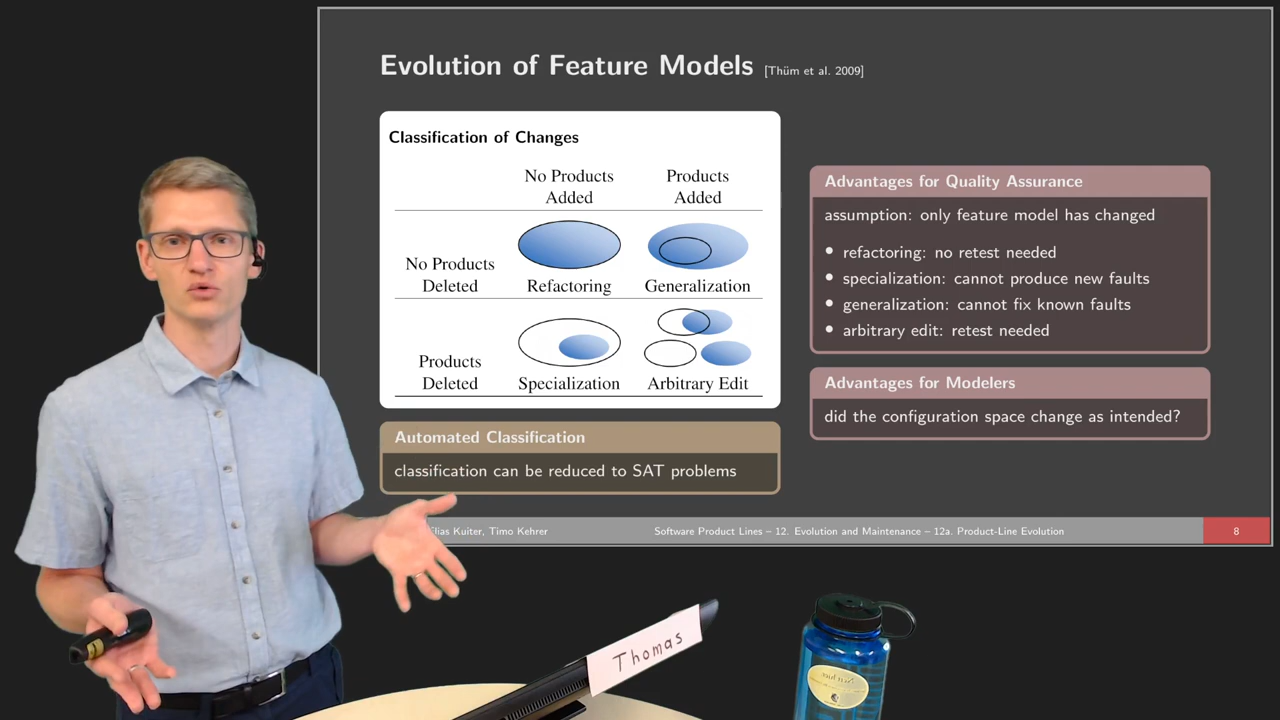 Evolution of Feature Models [Thüm et al. 2009]
Classification of Changes
No Products
Added
Products
Added
No Products
Deleted
Refactoring
Generalization
Products
Deleted
Specialization
Arbitrary Edit
Automated Classification
classification can be reduced to SAT problems
Advantages for Quality Assurance
assumption: only feature model has changed
• refactoring: no retest needed
• specialization: cannot produce new faults
• generalization: cannot fix known faults
• arbitrary edit: retest needed
Advantages for Modelers
did the configuration space change as intended?
Elias Kuiter, Timo Kehrer
Software Product Lines – 12. Evolution and Maintenance – 12a. Product-Line Evolution
8
Thomas